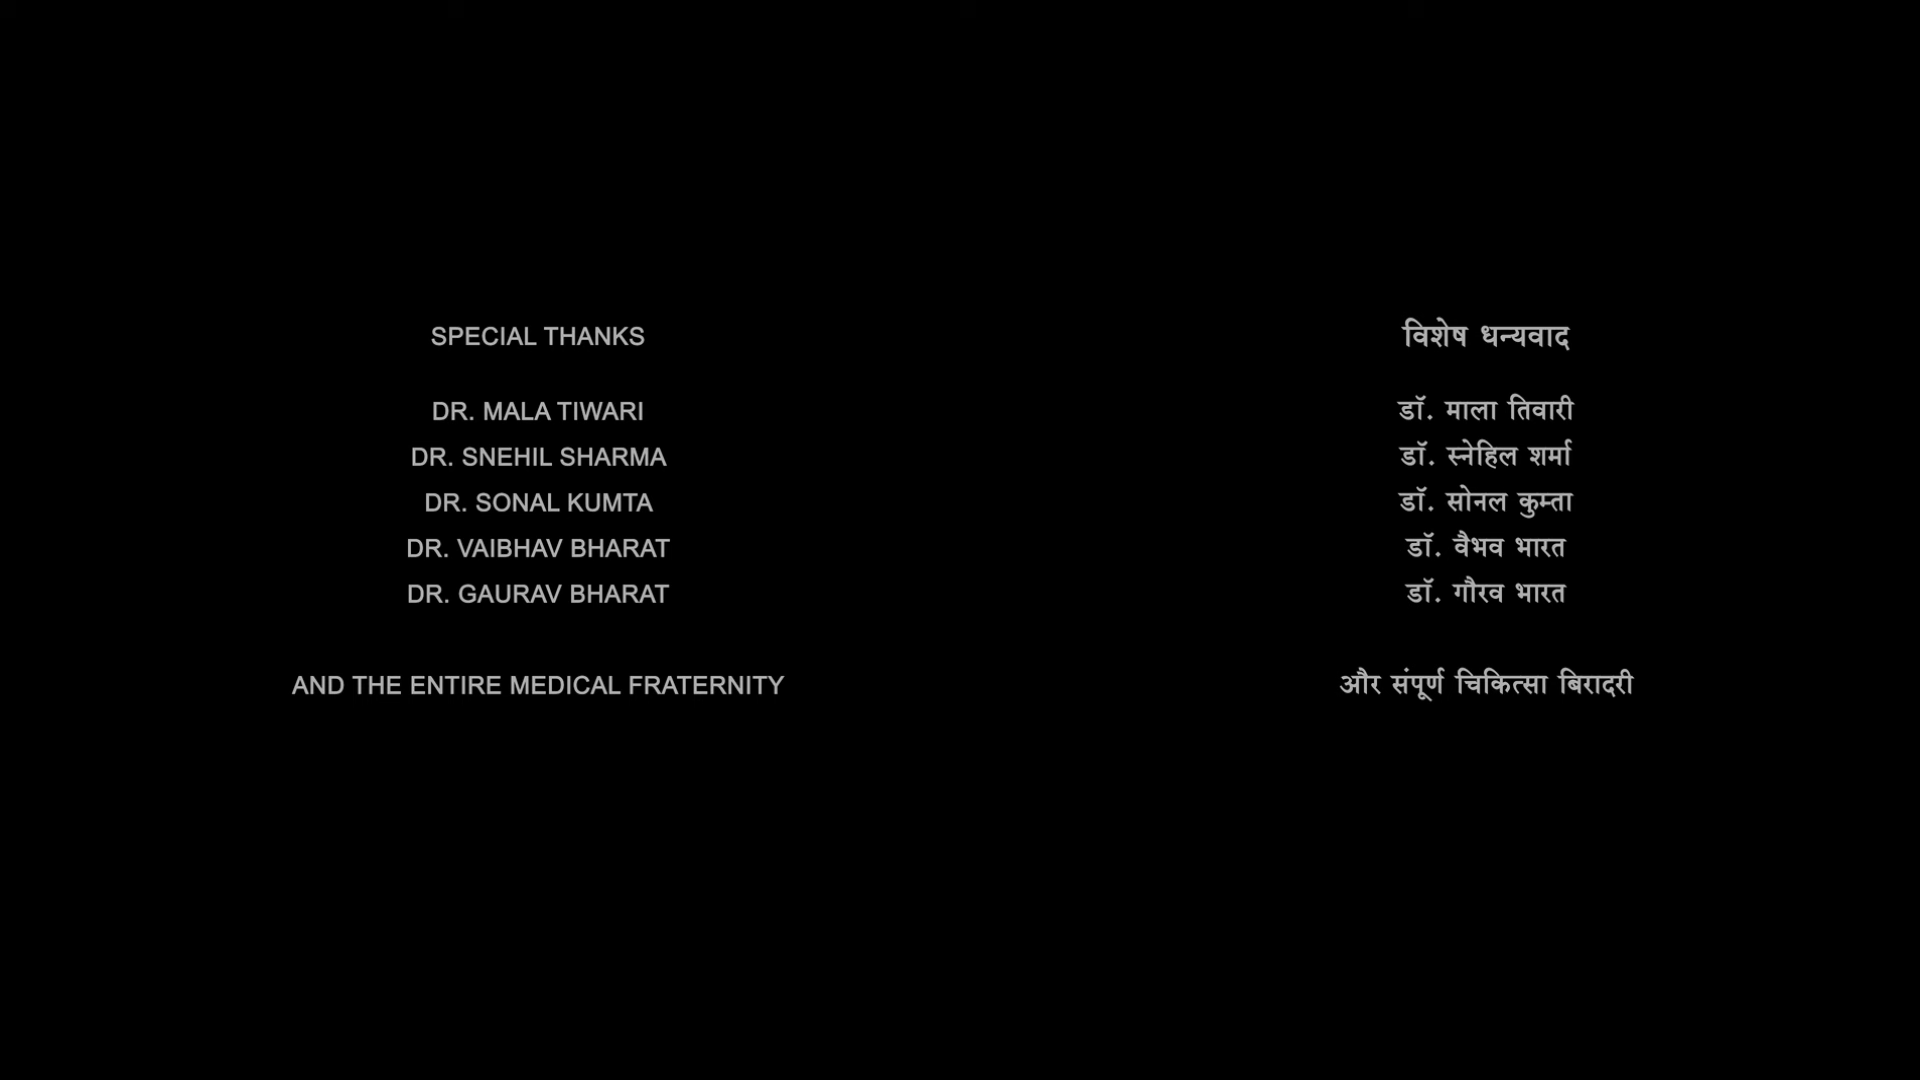 SPECIAL THANKS
DR. MALA TIWARI
DR. SNEHIL SHARMA
DR. SONAL KUMTA
DR. VAIBHAV BHARAT
DR. GAURAV BHARAT
AND THE ENTIRE MEDICAL FRATERNITY
विशेष धन्यवाद
डॉ. माला तिवारी
डॉ. स्नेहिल शर्मा
डॉ. सोनल कुम्ता
डॉ. वैभव भारत
डॉ. गौरव भारत
और संपूर्ण चिकित्सा बिरादरी